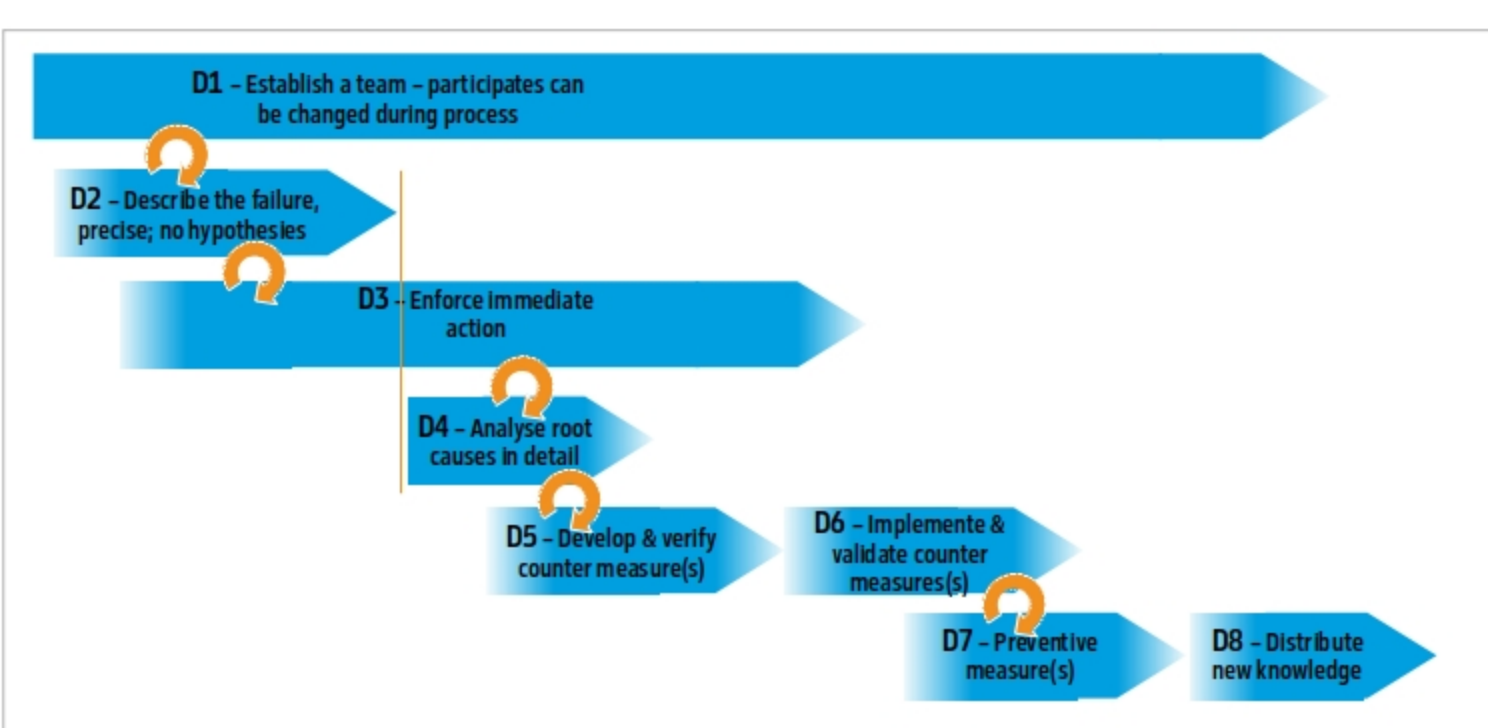 D1 – Establish a team – participates can
be changed during process
D2 – Describe the failure,
precise; no hypothesies
D3 – Enforce immediate
action
D4 – Analyse root
causes in detail
D5 – Develop & verify
counter measure(s)
D6 – Implemente &
validate counter
measures(s)
D7 – Preventive
measure(s)
D8 – Distribute
new knowledge